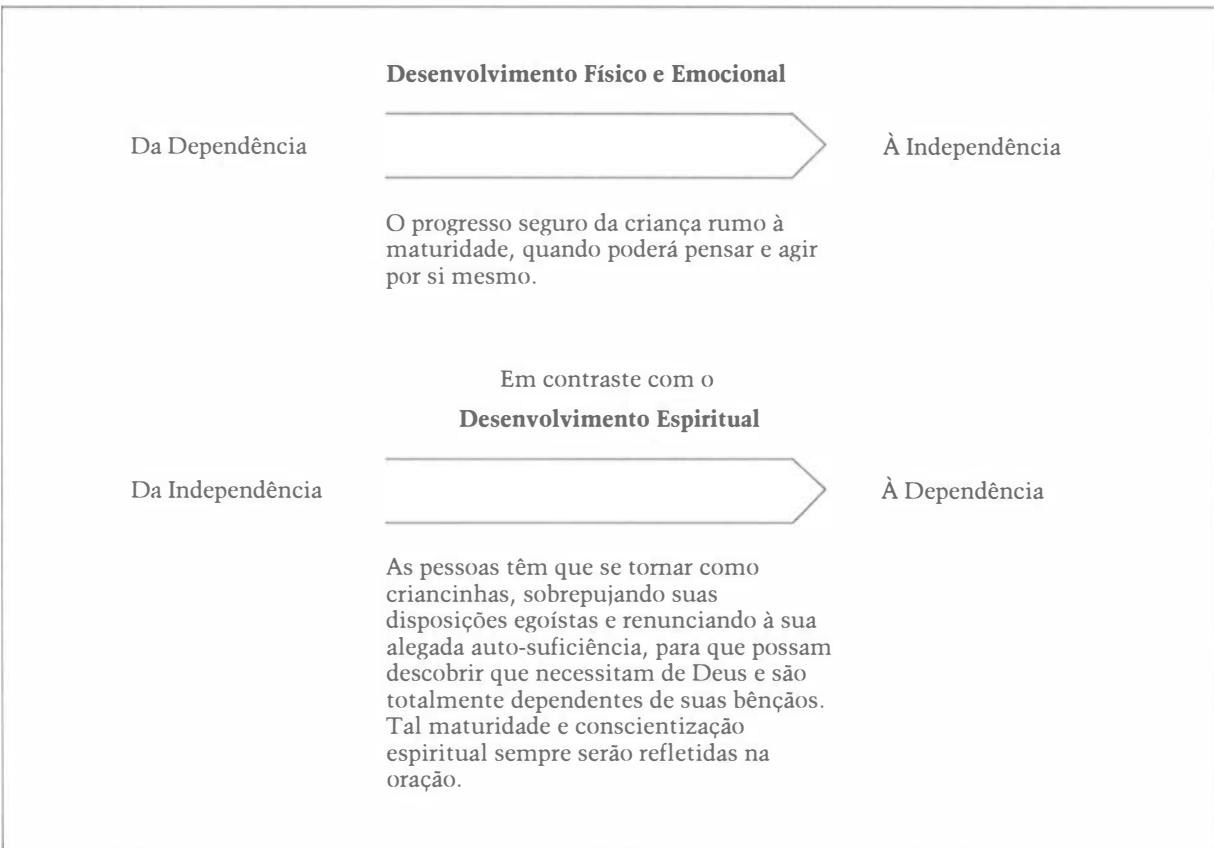 Desenvolvimento Físico e Emocional
Da Dependência
À Independência
O progresso seguro da criança rumo à
maturidade, quando poderá pensar e agir
por si mesmo.
Em contraste com o
Desenvolvimento Espiritual
Da Independência
À Dependência
As pessoas têm que se tornar como
criancinhas, sobrepujando suas
disposições egoístas e renunciando à sua
alegada auto-suficiência, para que possam
descobrir que necessitam de Deus e são
totalmente dependentes de suas bênçãos.
Tal maturidade e conscientização
espiritual sempre serão refletidas na
oração.